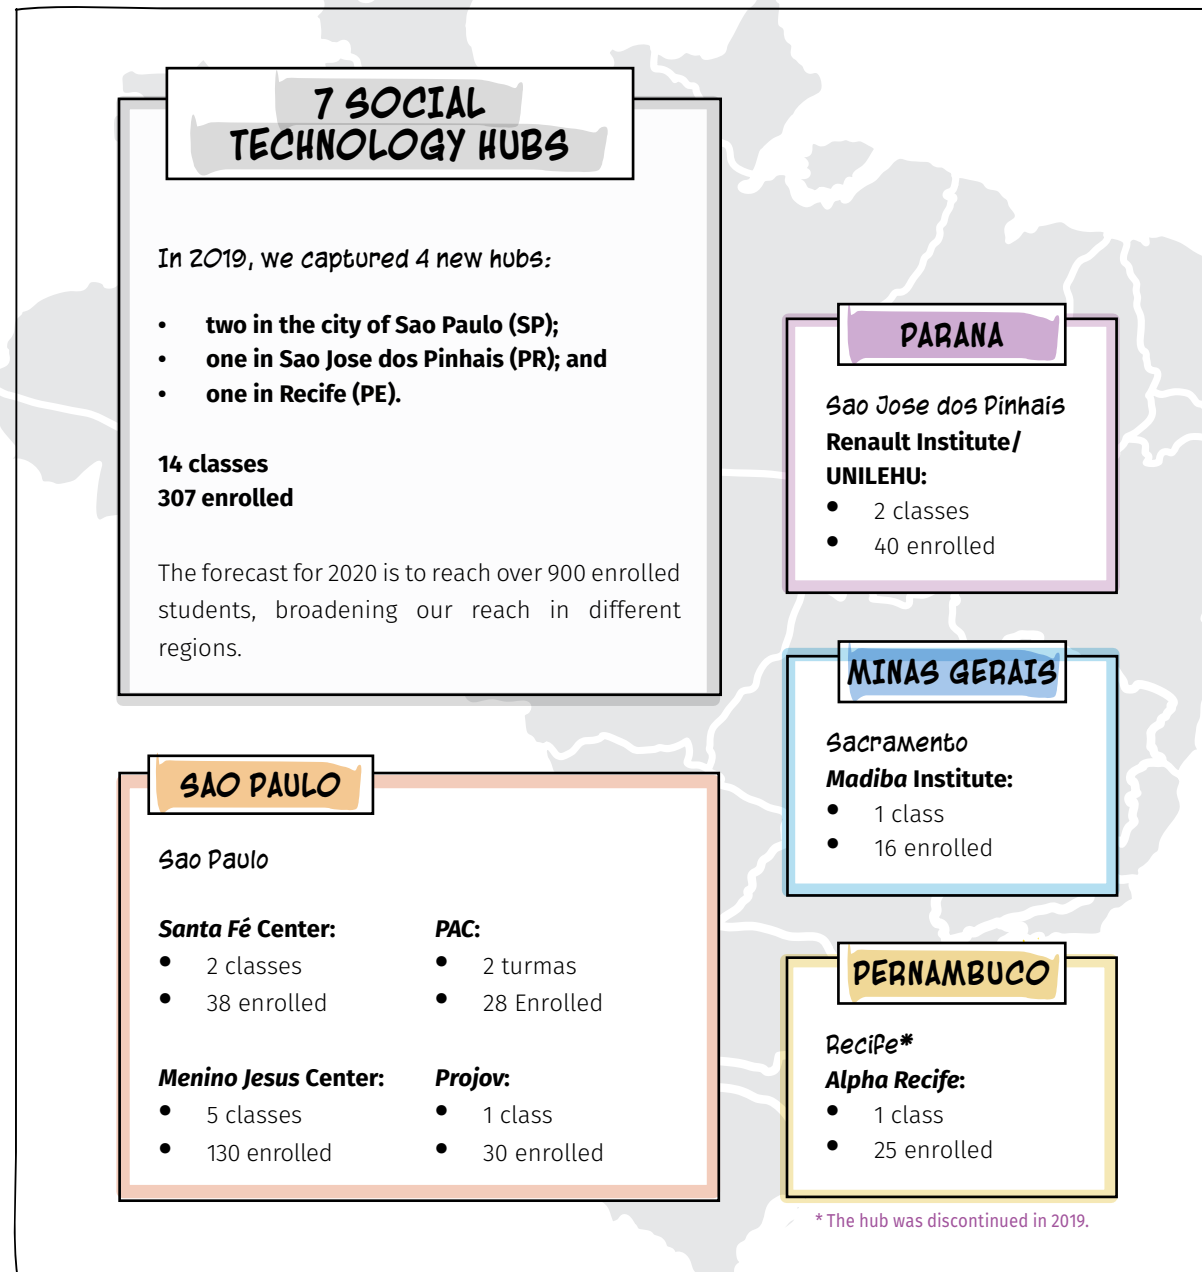 7 SOCIAL
TECHNOLOGY HUBS
In 2019, we captured 4 new hubs:
• two in the city of Sao Paulo (SP);
• one in Sao Jose dos Pinhais (PR); and
• one in Recife (PE).
14 classes
307 enrolled
The forecast for 2020 is to reach over 900 enrolled
students, broadening our reach in different
regions.
SAO PAULO
Sao Paulo
Santa Fé Center:
• 2 classes
• 38 enrolled
PAC:
• 2 turmas
• 28 Enrolled
Menino Jesus Center:
• 5 classes
• 130 enrolled
Projov:
• 1 class
• 30 enrolled
PARANA
Sao Jose dos Pinhais
Renault Institute/
UNILEHU:
• 2 classes
• 40 enrolled
MINAS GERAIS
Sacramento
Madiba Institute:
• 1 class
• 16 enrolled
PERNAMBUCO
Recife*
Alpha Recife:
• 1 class
• 25 enrolled
* The hub was discontinued in 2019.